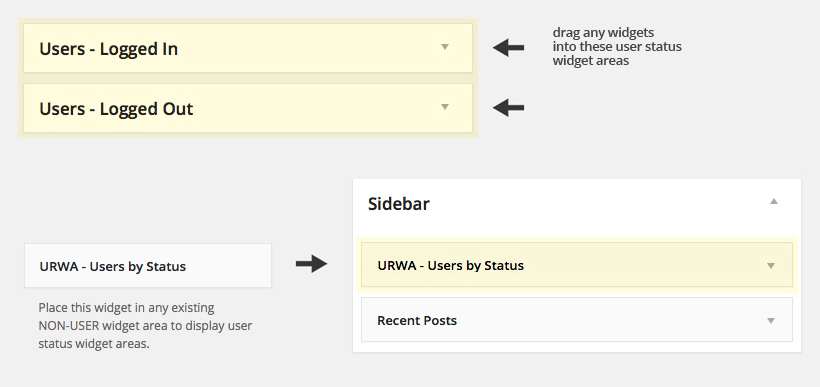 Users - Logged In
drag any widgets
into these user status
widget areas
Users - Logged Out
Sidebar
URWA - Users by Status
Place this widget in any existing
NON-USER widget area to display user
status widget areas.
URWA - Users by Status
Recent Posts